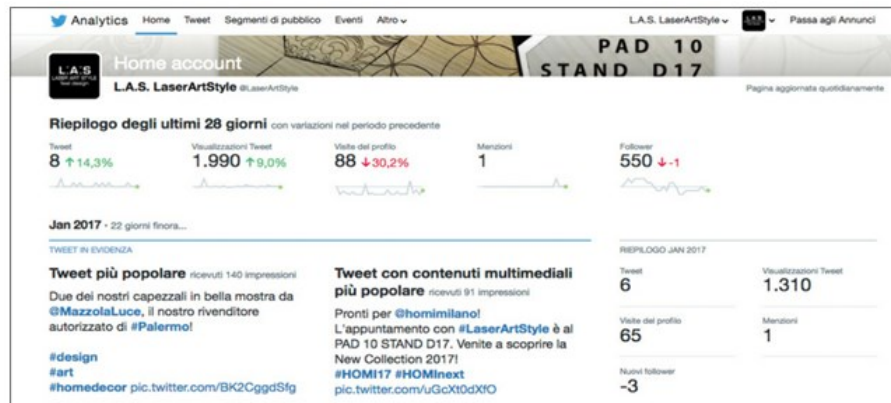 Analytics Home Tweet Segmenti di pubblico Eventi Altro L.A.S. LaserArtStyle Passa agli Annunci
PAD 10
STAND D17
L.A.S
LASER ART STYLE
feel design
Home account
L.A.S. LaserArtStyle @LaserArtStyle
Pagina aggiornata quotidianamente
Riepilogo degli ultimi 28 giorni con variazioni nel periodo precedente
Tweet Visualizzazioni Tweet Visite del profilo Menzioni Follower
8 ↑14,3% 1.990 ↑9,0% 88 ↓30,2% 1 550 ↓-1
Jan 2017 • 22 giorni finora...
TWEET IN EVIDENZA
Tweet più popolare ricevuti 140 impressioni
Due dei nostri capezzali in bella mostra da
@MazzolaLuce, il nostro rivenditore
autorizzato di #Palermo!
#design
#art
#homedecor pic.twitter.com/BK2CggdSfg
Tweet con contenuti multimediali
più popolare ricevuti 91 impressioni
Pronti per @homimilano!
L'appuntamento con #LaserArtStyle è al
PAD 10 STAND D17. Venite a scoprire la
New Collection 2017!
#HOMI17 #HOMInext
pic.twitter.com/uGcXt0dXfO
RIEPILOGO JAN 2017
Tweet Visualizzazioni Tweet
6 1.310
Visite del profilo Menzioni
65 1
Nuovi follower
-3